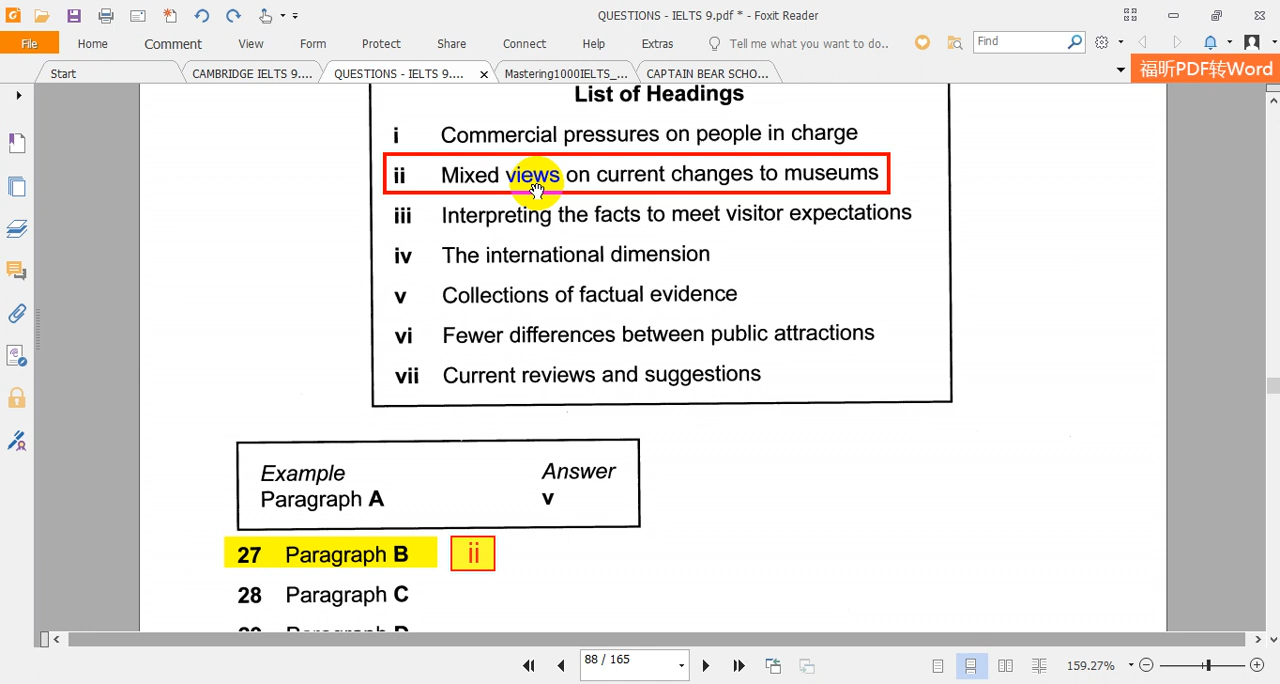 QUESTIONS - IELTS 9.pdf * - Foxit Reader
File Home Comment View Form Protect Share Connect Help Extras Tell me what you want to do.. Find
Start CAMBRIDGE IELTS 9.... QUESTIONS - IELTS 9.... Mastering1000IELTS_... CAPTAIN BEAR SCHO...
福昕PDF转Word
List of Headings
i Commercial pressures on people in charge
ii Mixed views on current changes to museums
iii Interpreting the facts to meet visitor expectations
iv The international dimension
v Collections of factual evidence
vi Fewer differences between public attractions
vii Current reviews and suggestions
Example Answer
Paragraph A v
27 Paragraph B ii
28 Paragraph C
88 / 165
159.27%